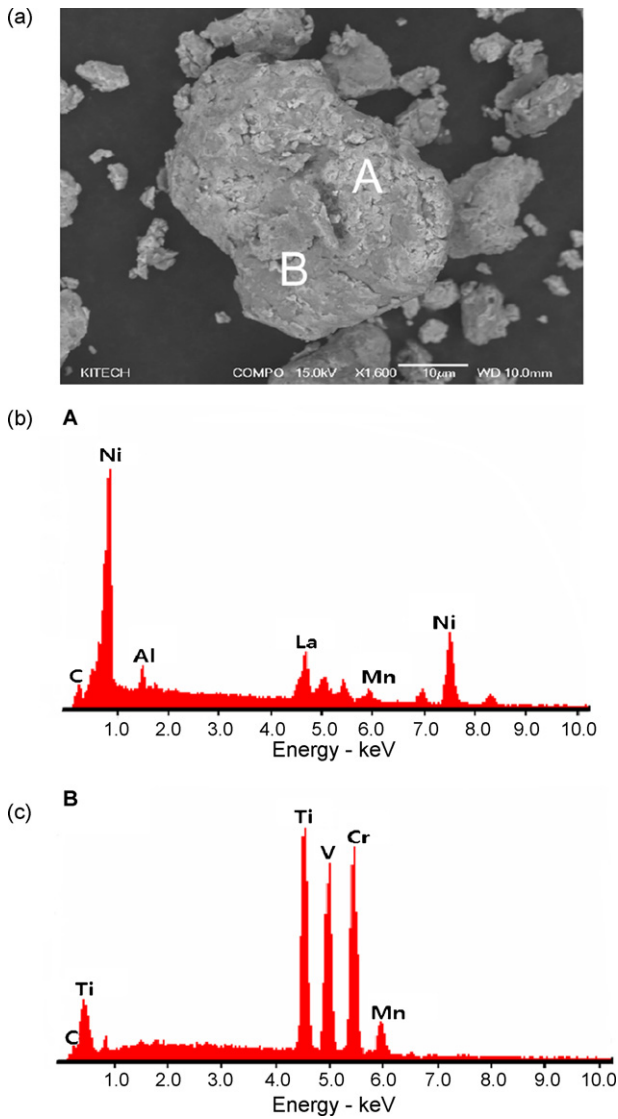 (a)
A
B
KITECH COMPO 15.0kV X1,600 10μm WD 10.0mm
(b) A
Ni
C
Al
La
Mn
Ni
1.0 2.0 3.0 4.0 5.0 6.0 7.0 8.0 9.0 10.0
Energy - keV
(c) B
Ti
C
Ti
V
Cr
Mn
1.0 2.0 3.0 4.0 5.0 6.0 7.0 8.0 9.0 10.0
Energy - keV